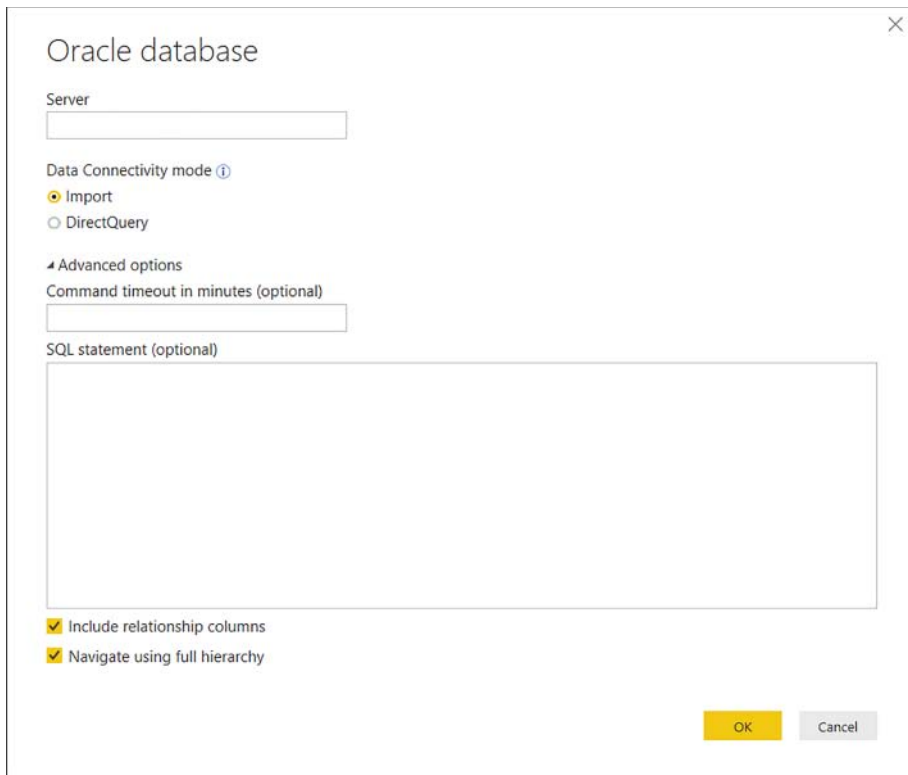 Oracle database
Server
Data Connectivity mode
Import
DirectQuery
Advanced options
Command timeout in minutes (optional)
SQL statement (optional)
Include relationship columns
Navigate using full hierarchy
OK Cancel